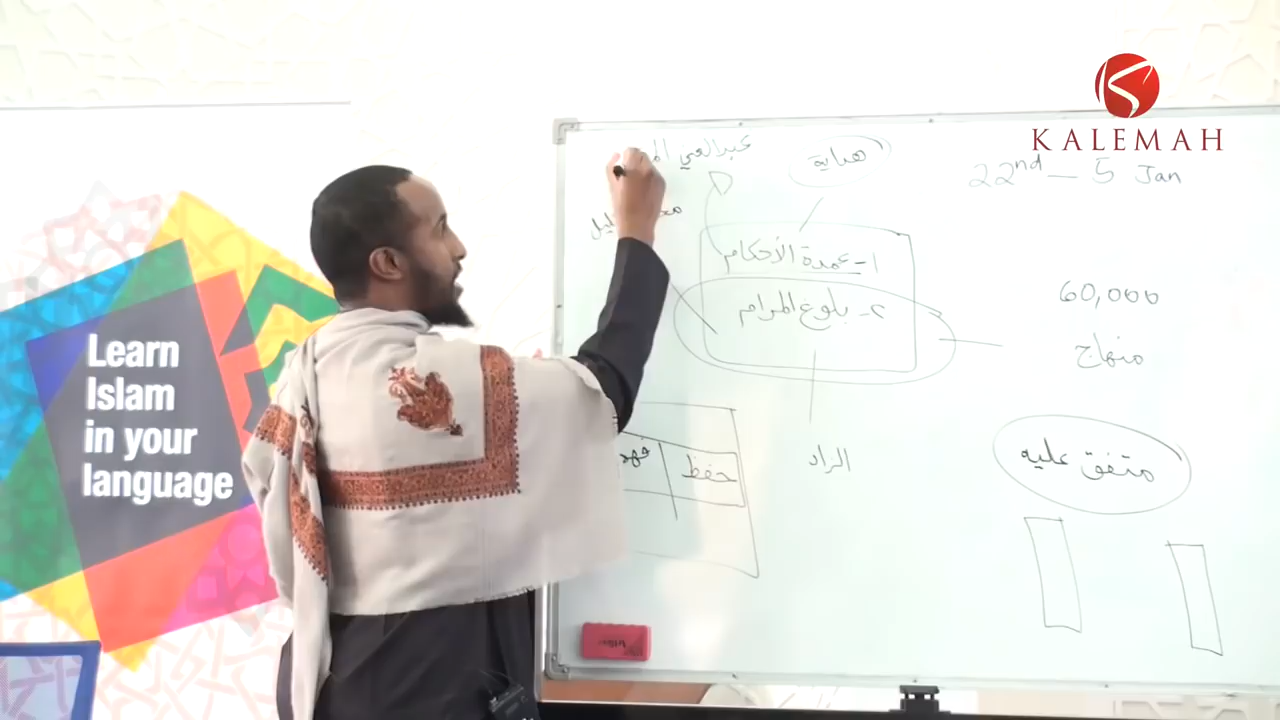 KALEMAH
22nd — 5 Jan
هداية
عبدالغني
١- عمدة الأحكام
٢- بلوغ المرام
60,000
منهاج
متفق عليه
الزاد
حفظ
Learn
Islam
in your
language